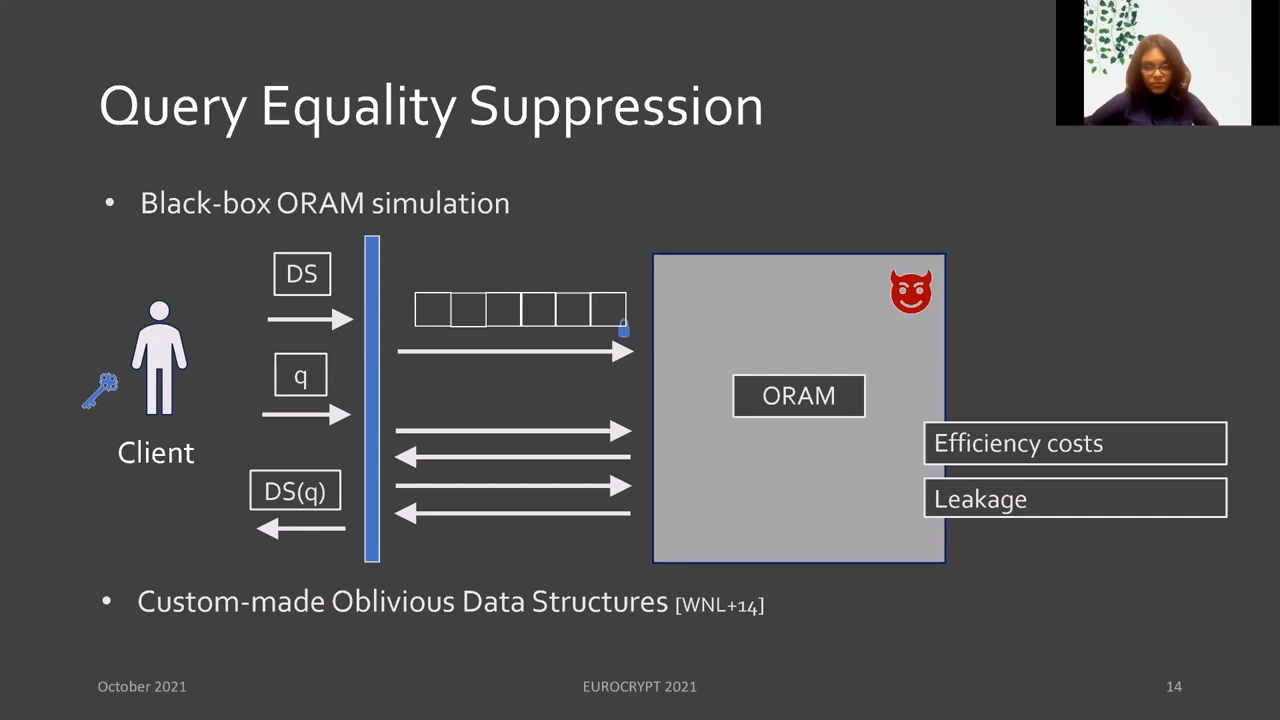 Query Equality Suppression
• Black-box ORAM simulation
DS
q
ORAM
Efficiency costs
Client
DS(q)
Leakage
• Custom-made Oblivious Data Structures [WNL+14]
October 2021
EUROCRYPT 2021
14